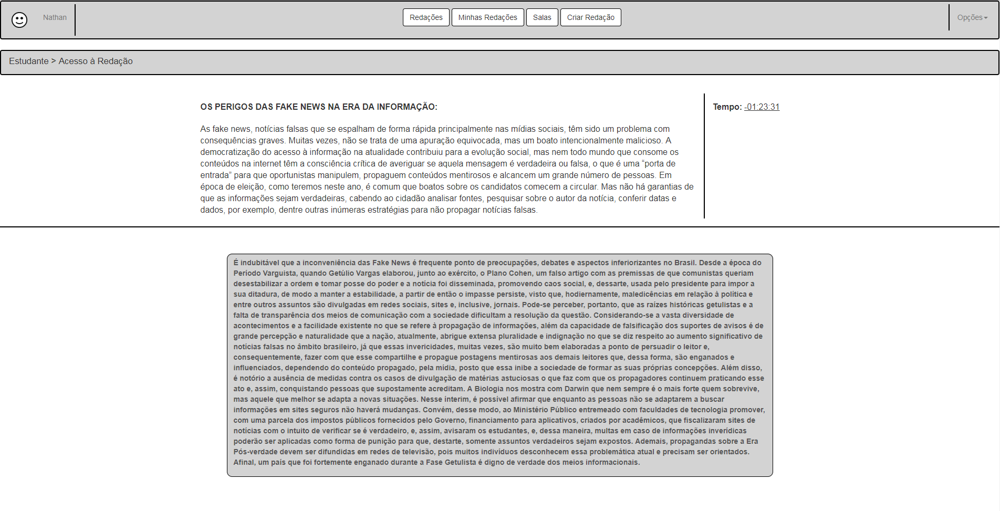 Nathan
Redações
Minhas Redações
Salas
Criar Redação
Opções
Estudante > Acesso à Redação
OS PERIGOS DAS FAKE NEWS NA ERA DA INFORMAÇÃO:
Tempo: -01:23:31
As fake news, notícias falsas que se espalham de forma rápida principalmente nas mídias sociais, têm sido um problema com
consequências graves. Muitas vezes, não se trata de uma apuração equivocada, mas um boato intencionalmente malicioso. A
democratização do acesso à informação na atualidade contribuiu para a evolução social, mas nem todo mundo que consome os
conteúdos na internet têm a consciência crítica de averiguar se aquela mensagem é verdadeira ou falsa, o que é uma “porta de
entrada” para que oportunistas manipulem, propaguem conteúdos mentirosos e alcancem um grande número de pessoas. Em
época de eleição, como teremos neste ano, é comum que boatos sobre os candidatos comecem a circular. Mas não há garantias de
que as informações sejam verdadeiras, cabendo ao cidadão analisar fontes, pesquisar sobre o autor da notícia, conferir datas e
dados, por exemplo, dentre outras inúmeras estratégias para não propagar notícias falsas.
É indubitável que a inconveniência das Fake News é frequente ponto de preocupações, debates e aspectos inferiorizantes no Brasil. Desde a época do
Período Varguista, quando Getúlio Vargas elaborou, junto ao exército, o Plano Cohen, um falso artigo com as premissas de que comunistas queriam
desestabilizar a ordem e tomar posse do poder e a notícia foi disseminada, promovendo caos social, e, dessarte, usada pelo presidente para impor a
sua ditadura, de modo a manter a estabilidade, a partir de então o impasse persiste, visto que, hodiernamente, maledicências em relação à política e
entre outros assuntos são divulgadas em redes sociais, sites e, inclusive, jornais. Pode-se perceber, portanto, que as raízes históricas getulistas e a
falta de transparência dos meios de comunicação com a sociedade dificultam a resolução da questão. Considerando-se a vasta diversidade de
acontecimentos e a facilidade existente no que se refere à propagação de informações, além da capacidade de falsificação dos suportes de avisos é de
grande percepção e naturalidade que a nação, atualmente, abrigue extensa pluralidade e indignação no que se diz respeito ao aumento significativo de
notícias falsas no âmbito brasileiro, já que essas invericidades, muitas vezes, são muito bem elaboradas a ponto de persuadir o leitor e,
consequentemente, fazer com que esse compartilhe e propague postagens mentirosas aos demais leitores que, dessa forma, são enganados e
influenciados, dependendo do conteúdo propagado, pela mídia, posto que essa inibe a sociedade de formar as suas próprias concepções. Além disso,
é notório a ausência de medidas contra os casos de divulgação de matérias astuciosas o que faz com que os propagadores continuem praticando esse
ato e, assim, conquistando pessoas que supostamente acreditam. A Biologia nos mostra com Darwin que nem sempre é o mais forte quem sobrevive,
mas aquele que melhor se adapta a novas situações. Nesse ínterim, é possível afirmar que enquanto as pessoas não se adaptarem a buscar
informações em sites seguros não haverá mudanças. Convém, desse modo, ao Ministério Público entremeado com faculdades de tecnologia promover,
com uma parcela dos impostos públicos fornecidos pelo Governo, financiamento para aplicativos, criados por acadêmicos, que fiscalizaram sites de
notícias com o intuito de verificar se é verdadeiro, e, assim, avisaram os estudantes, e, dessa maneira, multas em caso de informações inverídicas
poderão ser aplicadas como forma de punição para que, destarte, somente assuntos verdadeiros sejam expostos. Ademais, propagandas sobre a Era
Pós-verdade devem ser difundidas em redes de televisão, pois muitos indivíduos desconhecem essa problemática atual e precisam ser orientados.
Afinal, um país que foi fortemente enganado durante a Fase Getulista é digno de verdade dos meios informacionais.